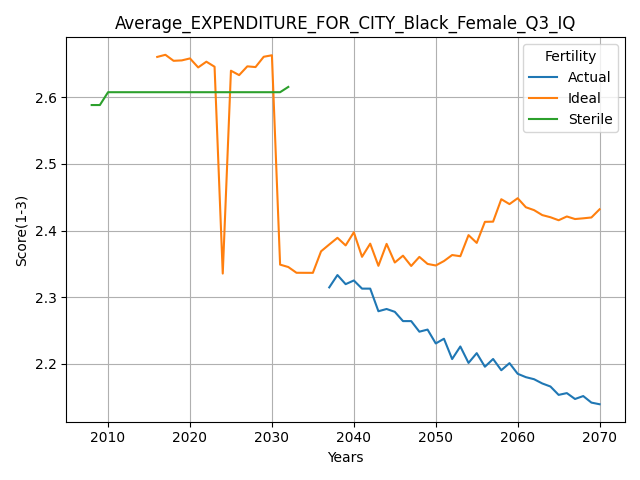 Average_EXPENDITURE_FOR_CITY_Black_Female_Q3_IQ
Fertility
Actual
Ideal
Sterile
Score(1-3)
2.6
2.5
2.4
2.3
2.2
2010 2020 2030 2040 2050 2060 2070
Years